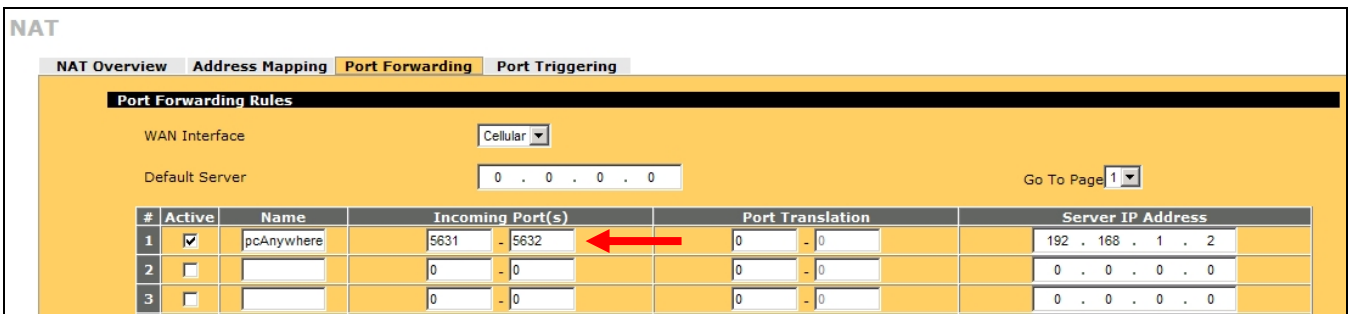 NAT
NAT Overview Address Mapping Port Forwarding Port Triggering
Port Forwarding Rules
WAN Interface Cellular
Default Server 0 . 0 . 0 . 0 Go To Page 1
# Active Name Incoming Port(s) Port Translation Server IP Address
1 pcAnywhere 5631 - 5632 0 - 0 192 . 168 . 1 . 2
2 0 - 0 0 - 0 0 . 0 . 0 . 0
3 0 - 0 0 - 0 0 . 0 . 0 . 0